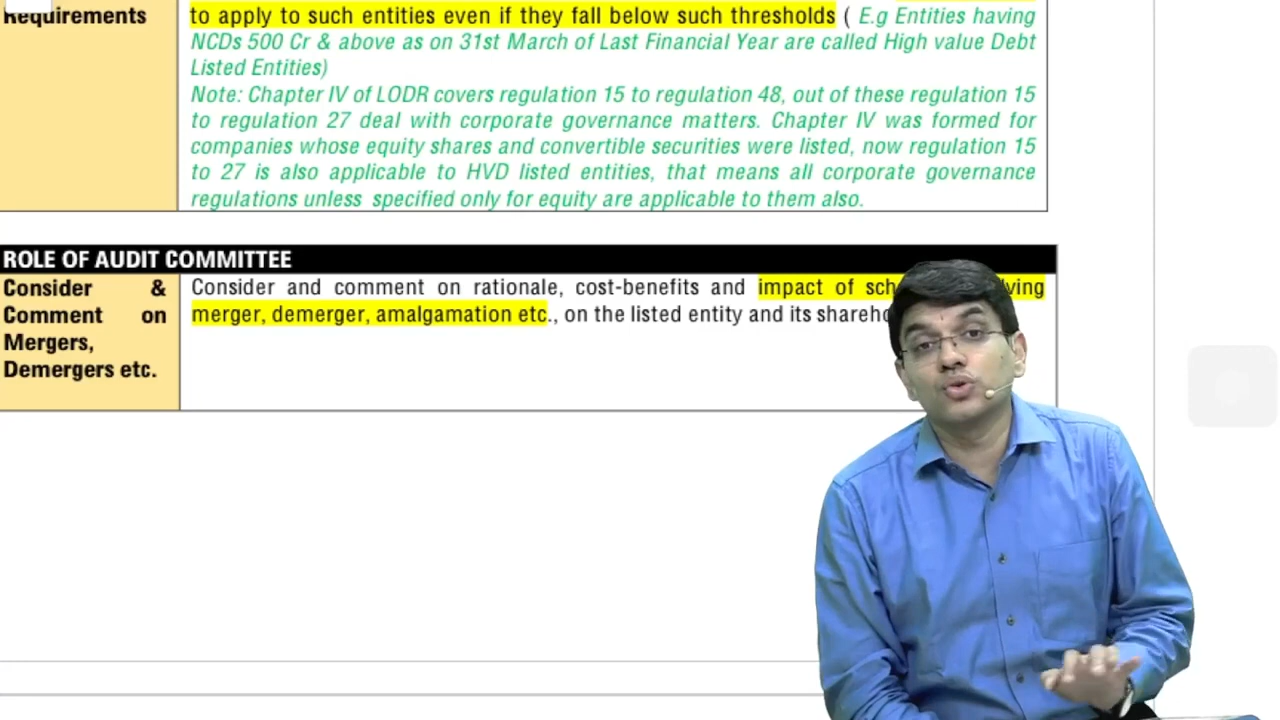 Requirements
to apply to such entities even if they fall below such thresholds ( E.g Entities having
NCDs 500 Cr & above as on 31st March of Last Financial Year are called High value Debt
Listed Entities)
Note: Chapter IV of LODR covers regulation 15 to regulation 48, out of these regulation 15
to regulation 27 deal with corporate governance matters. Chapter IV was formed for
companies whose equity shares and convertible securities were listed, now regulation 15
to 27 is also applicable to HVD listed entities, that means all corporate governance
regulations unless specified only for equity are applicable to them also.
ROLE OF AUDIT COMMITTEE
Consider &
Comment on
Mergers,
Demergers etc.
Consider and comment on rationale, cost-benefits and impact of
merger, demerger, amalgamation etc., on the listed entity and its